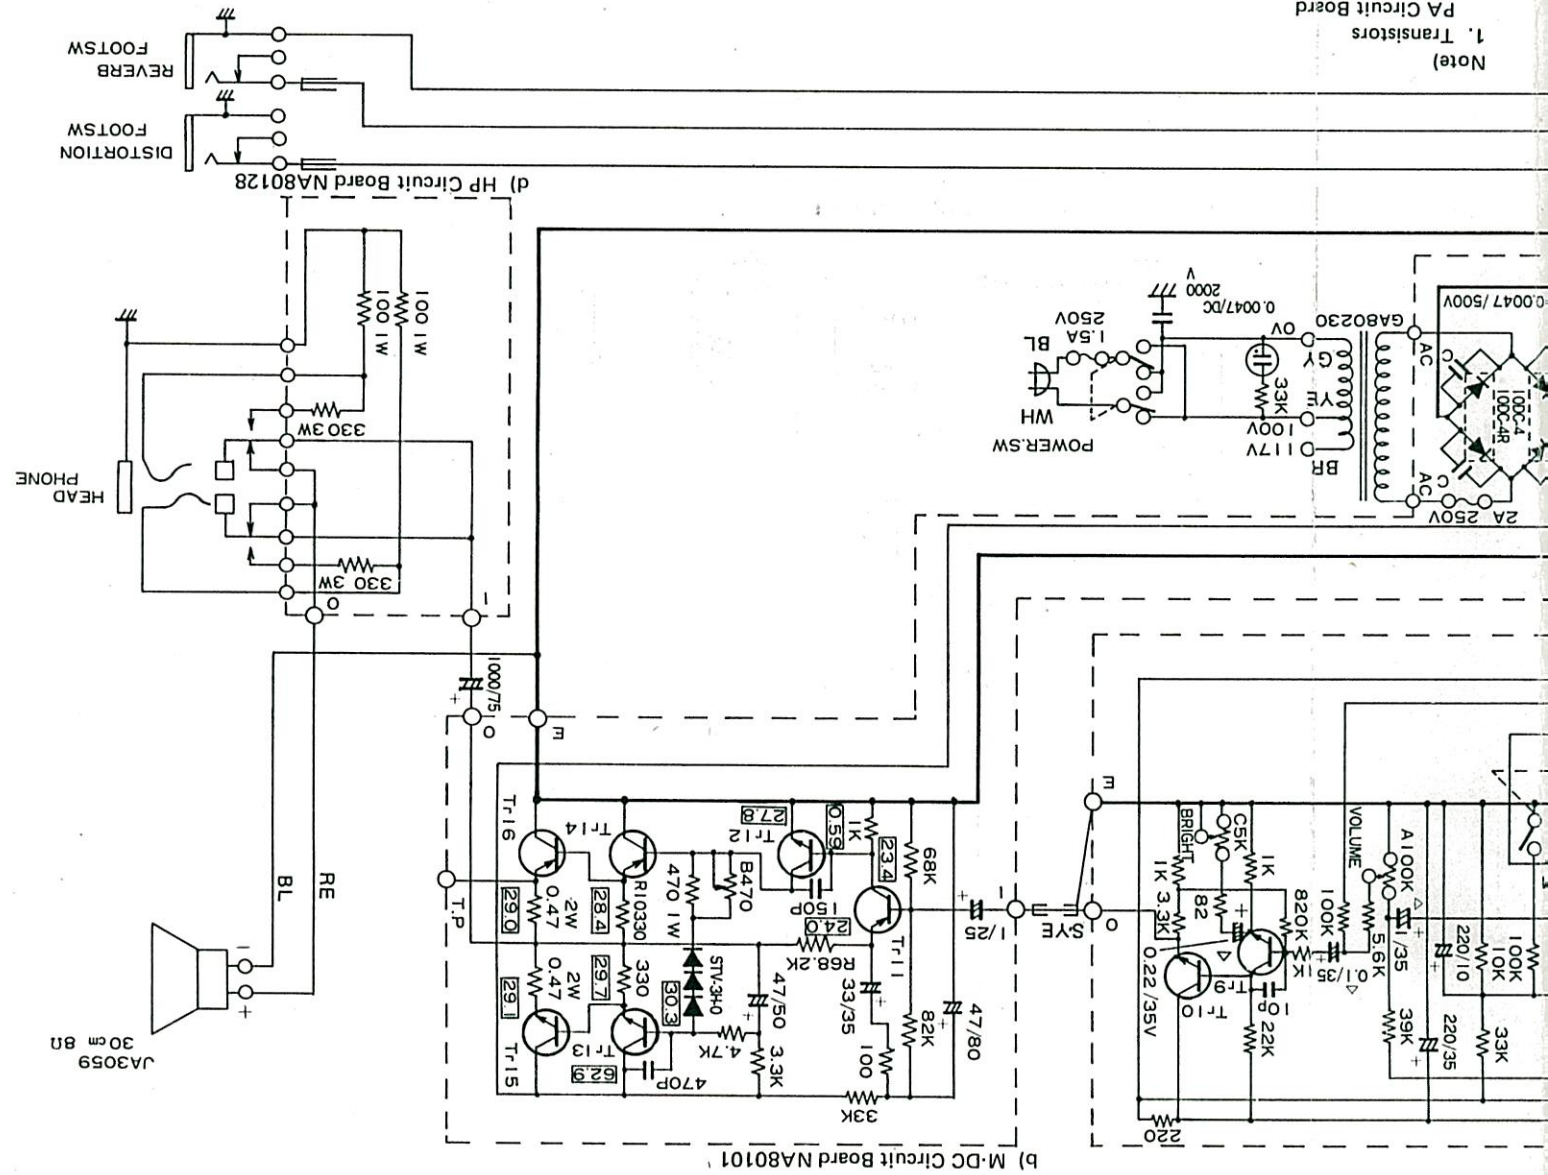 b) M-DC Circuit Board NA80101
220
33K
100
470P
62.9
Tr13
Tr15
3.3K
4.7K
82K
47/80
33/35
47/50
30.3
STV-3H-0
330
29.7
0.47
2W
29.1
R68.2K
24.0
Tr11
1/25
I
S-YE
O
T.P
29.0
0.47
2W
28.4
R10330
470 1W
B470
150P
23.4
68K
1K
0.59
Tr12
27.8
Tr14
Tr16
E
O
1000/75
I
O
JA3059
30cm 8Ω
+
-
RE
BL
33K
220/35
39K
22K
10P
Tr9
Tr10
0.22/35V
0.1/35
1K
5.6K
1/35
220/10
10K
100K
100K
820K
82
3.3K
1K
1K
BRIGHT
C5K
VOLUME
A100K
E
330 3W
HEAD
PHONE
330 3W
100 1W
100 1W
d) HP Circuit Board NA80128
2A 250V
AC
AC
C
C
10DC-4
10DC-4R
0.0047/500V
GA80230
BR
117V
100V
YE
GY
0V
33K
POWER.SW
WH
BL
1.5A
250V
0.0047/DC
2000
V
DISTORTION
FOOTSW
REVERB
FOOTSW
Note)
1. Transistors
PA Circuit Board